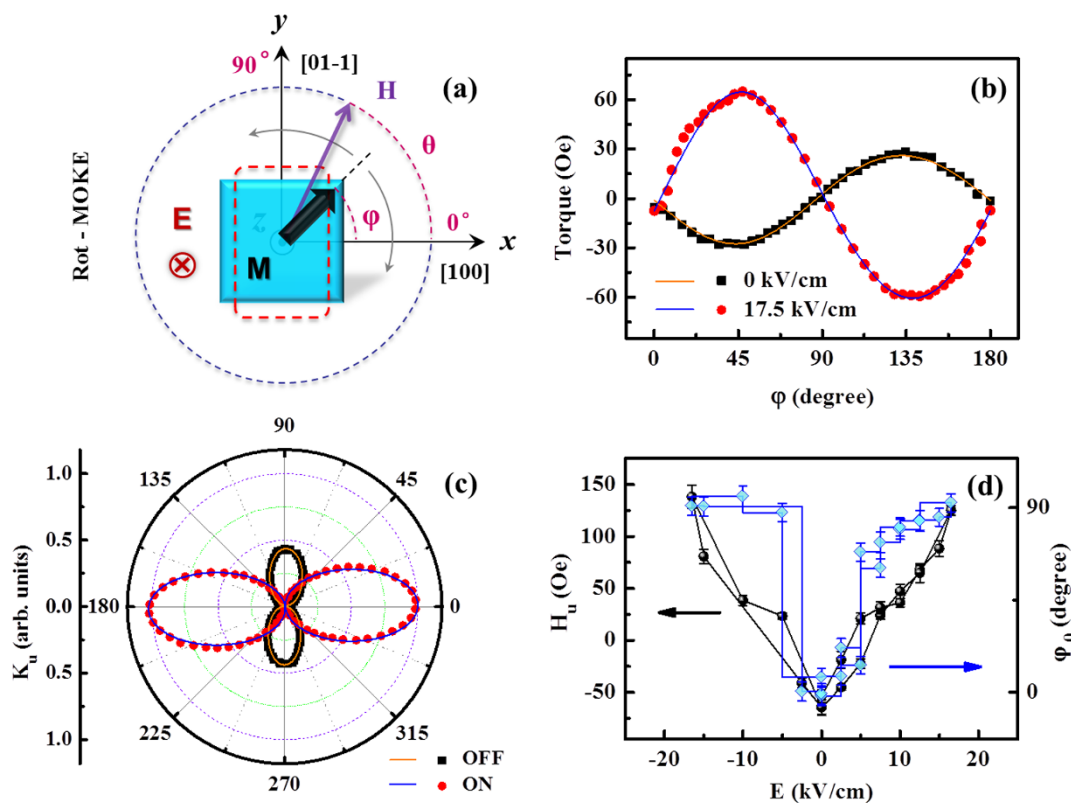 y
90°
[01-1]
(a)
H
θ
Rot - MOKE
E
z
φ
0°
x
M
[100]
(b)
Torque (Oe)
60
30
0
-30
-60
0 kV/cm
17.5 kV/cm
0 45 90 135 180
φ (degree)
(c)
90
135 45
180 0
225 315
270
K_u (arb. units)
1.0
0.5
0.0
0.5
1.0
OFF
ON
(d)
H_u (Oe)
150
100
50
0
-50
90
0
φ_0 (degree)
-20 -10 0 10 20
E (kV/cm)